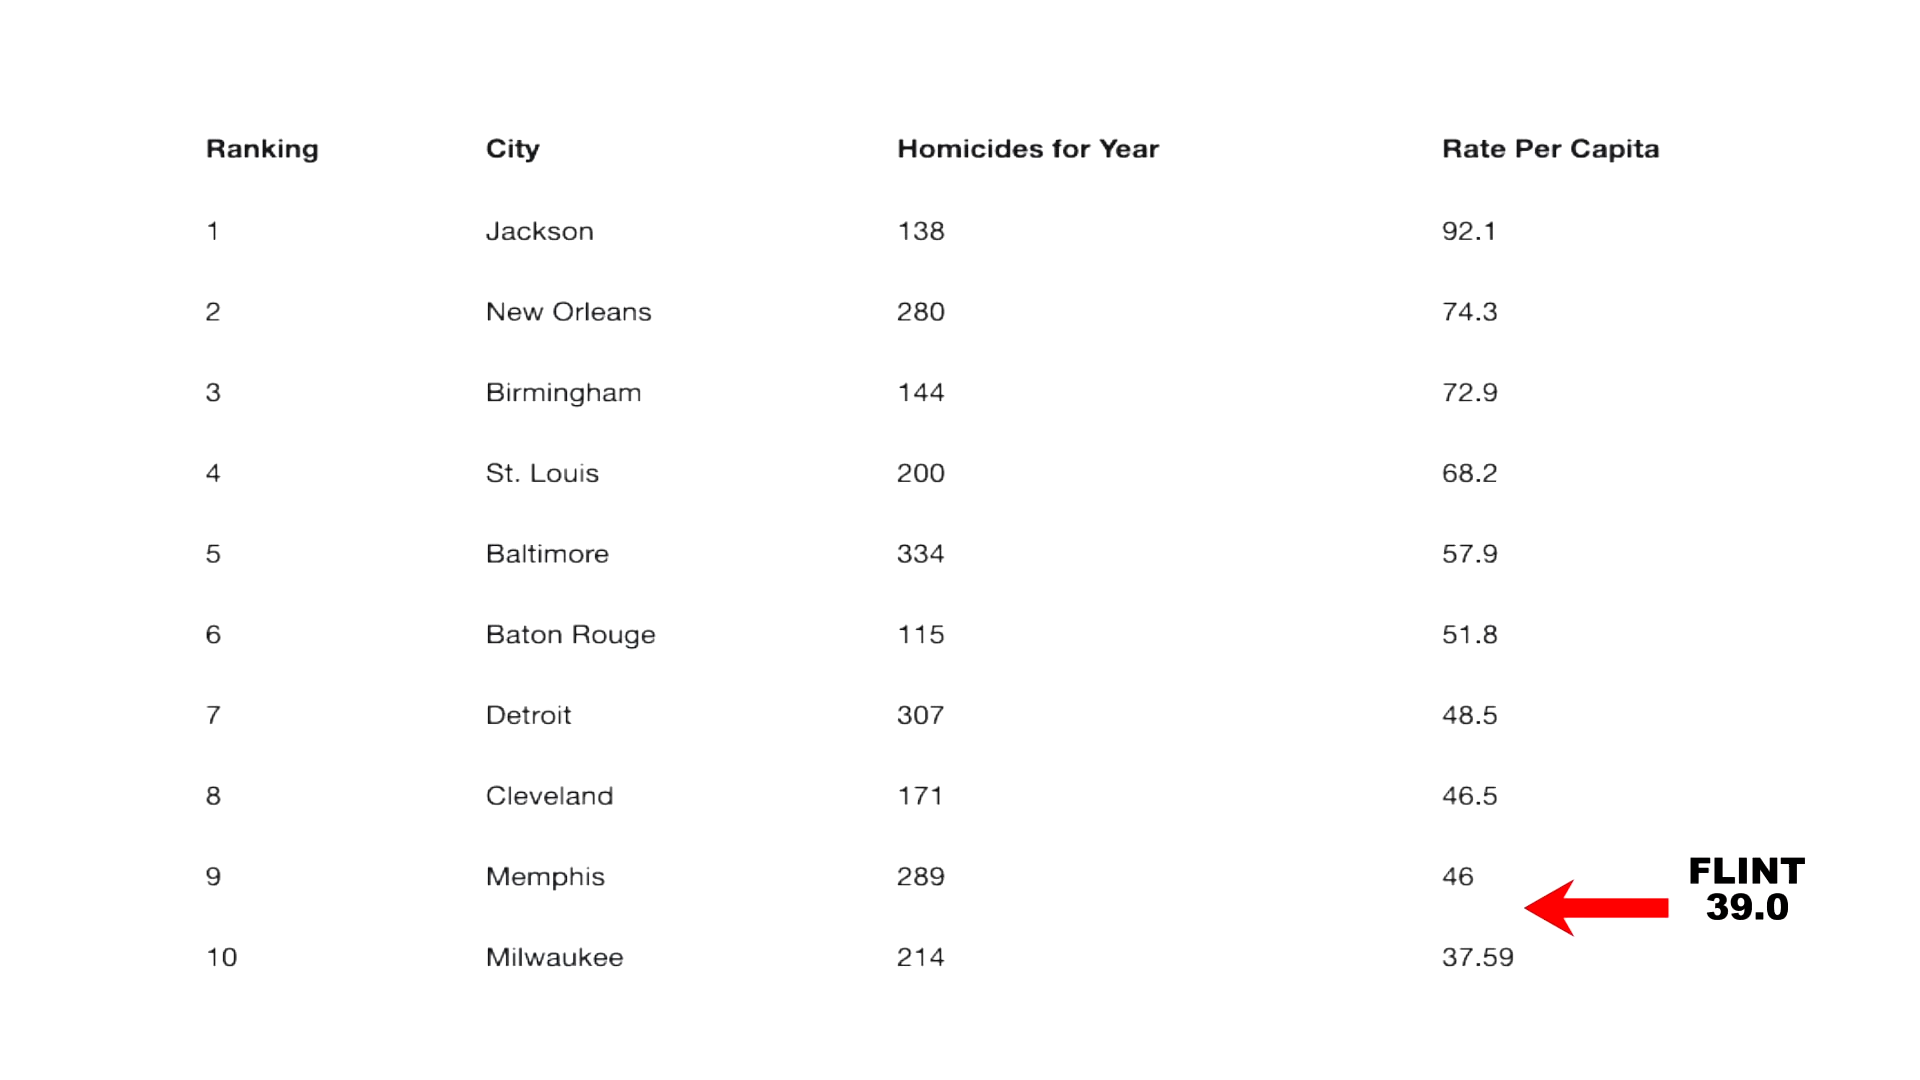 Ranking City Homicides for Year Rate Per Capita
1 Jackson 138 92.1
2 New Orleans 280 74.3
3 Birmingham 144 72.9
4 St. Louis 200 68.2
5 Baltimore 334 57.9
6 Baton Rouge 115 51.8
7 Detroit 307 48.5
8 Cleveland 171 46.5
9 Memphis 289 46
FLINT
39.0
10 Milwaukee 214 37.59